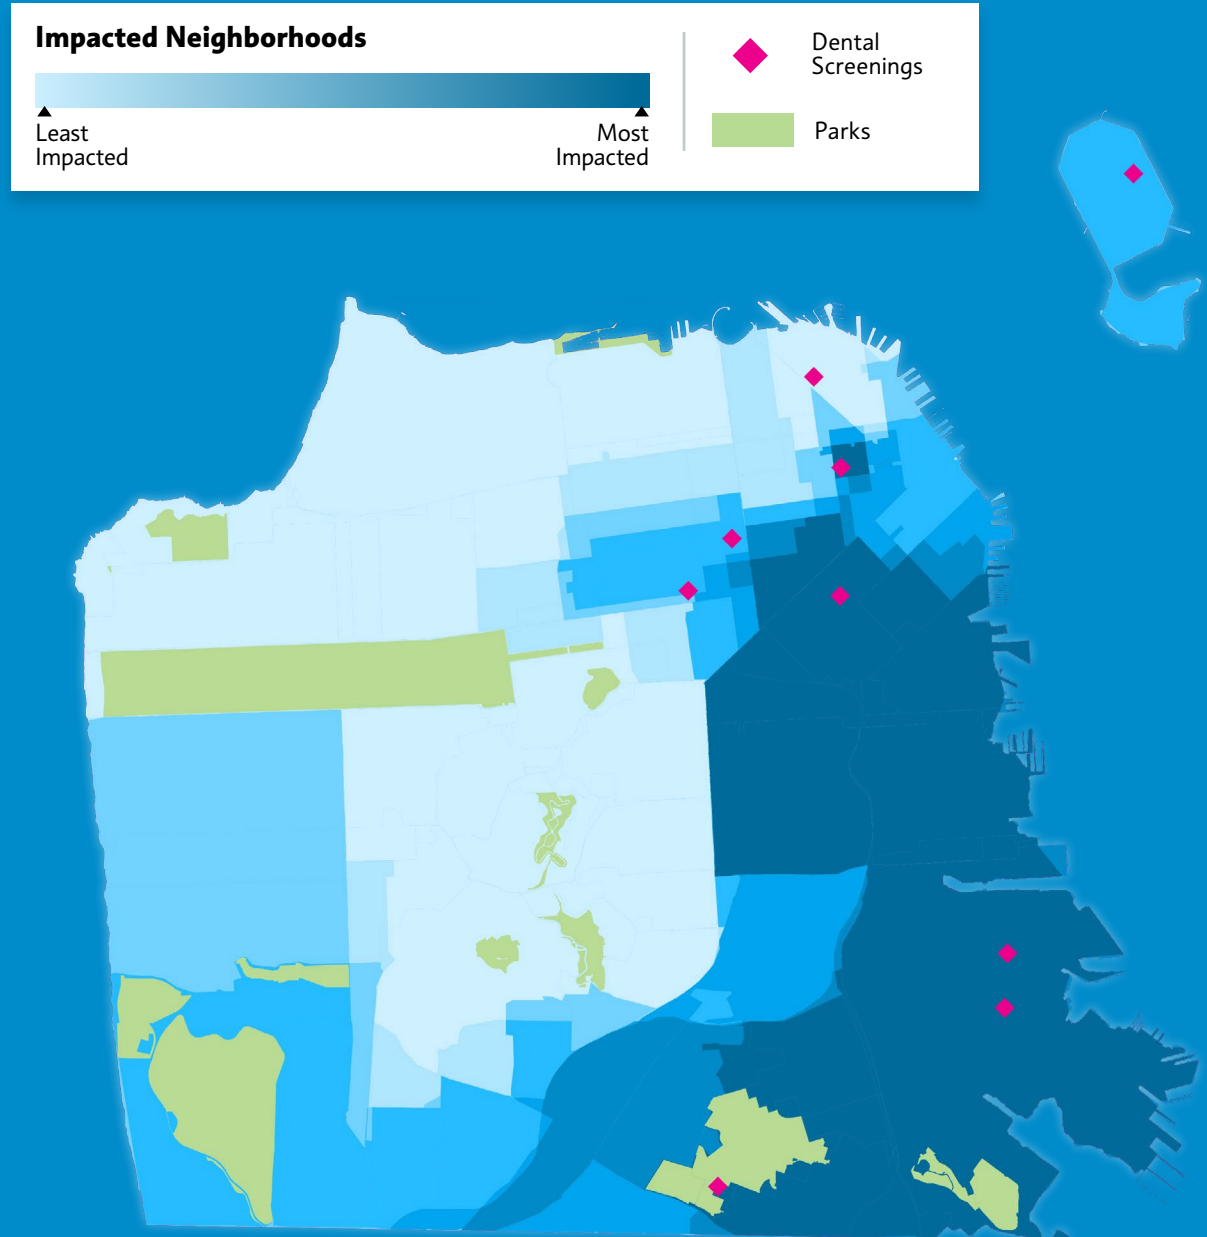 Impacted Neighborhoods
Least
Impacted
Most
Impacted
Dental
Screenings
Parks